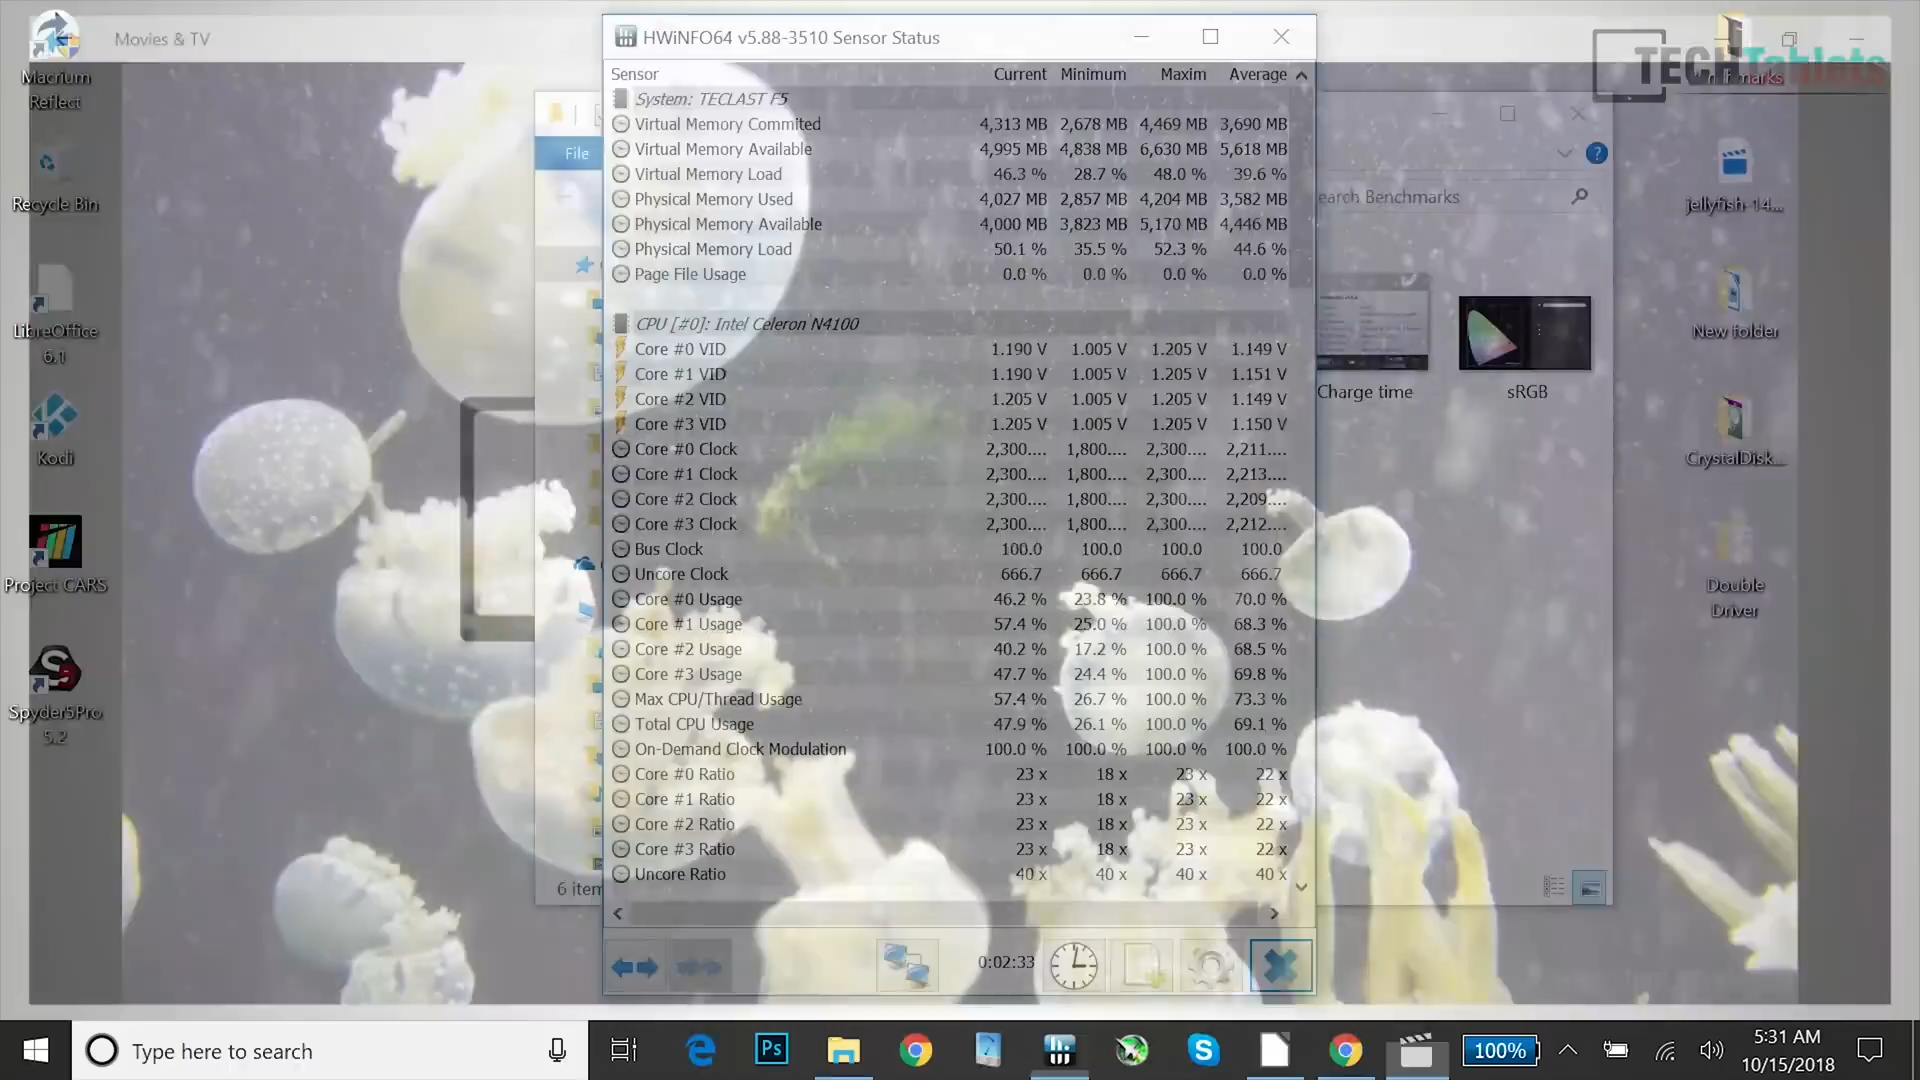 Movies & TV
HWiNFO64 v5.88-3510 Sensor Status
TECHTablets
Macrium
Reflect
Recycle Bin
LibreOffice
6.1
Kodi
Project CARS
Spyder5Pro
5.2
File
6 item
Sensor Current Minimum Maxim Average
System: TECLAST F5
Virtual Memory Commited 4,313 MB 2,678 MB 4,469 MB 3,690 MB
Virtual Memory Available 4,995 MB 4,838 MB 6,630 MB 5,618 MB
Virtual Memory Load 46.3 % 28.7 % 48.0 % 39.6 %
Physical Memory Used 4,027 MB 2,857 MB 4,204 MB 3,582 MB
Physical Memory Available 4,000 MB 3,823 MB 5,170 MB 4,446 MB
Physical Memory Load 50.1 % 35.5 % 52.3 % 44.6 %
Page File Usage 0.0 % 0.0 % 0.0 % 0.0 %
CPU [#0]: Intel Celeron N4100
Core #0 VID 1.190 V 1.005 V 1.205 V 1.149 V
Core #1 VID 1.190 V 1.005 V 1.205 V 1.151 V
Core #2 VID 1.205 V 1.005 V 1.205 V 1.149 V
Core #3 VID 1.205 V 1.005 V 1.205 V 1.150 V
Core #0 Clock 2,300.... 1,800.... 2,300.... 2,211....
Core #1 Clock 2,300.... 1,800.... 2,300.... 2,213....
Core #2 Clock 2,300.... 1,800.... 2,300.... 2,209....
Core #3 Clock 2,300.... 1,800.... 2,300.... 2,212....
Bus Clock 100.0 100.0 100.0 100.0
Uncore Clock 666.7 666.7 666.7 666.7
Core #0 Usage 46.2 % 23.8 % 100.0 % 70.0 %
Core #1 Usage 57.4 % 25.0 % 100.0 % 68.3 %
Core #2 Usage 40.2 % 17.2 % 100.0 % 68.5 %
Core #3 Usage 47.7 % 24.4 % 100.0 % 69.8 %
Max CPU/Thread Usage 57.4 % 26.7 % 100.0 % 73.3 %
Total CPU Usage 47.9 % 26.1 % 100.0 % 69.1 %
On-Demand Clock Modulation 100.0 % 100.0 % 100.0 % 100.0 %
Core #0 Ratio 23 x 18 x 23 x 22 x
Core #1 Ratio 23 x 18 x 23 x 22 x
Core #2 Ratio 23 x 18 x 23 x 22 x
Core #3 Ratio 23 x 18 x 23 x 22 x
Uncore Ratio 40 x 40 x 40 x 40 x
0:02:33
earch Benchmarks
Charge time
sRGB
jellyfish-14...
New folder
CrystalDisk...
Double
Driver
Type here to search
Ps
100%
5:31 AM
10/15/2018